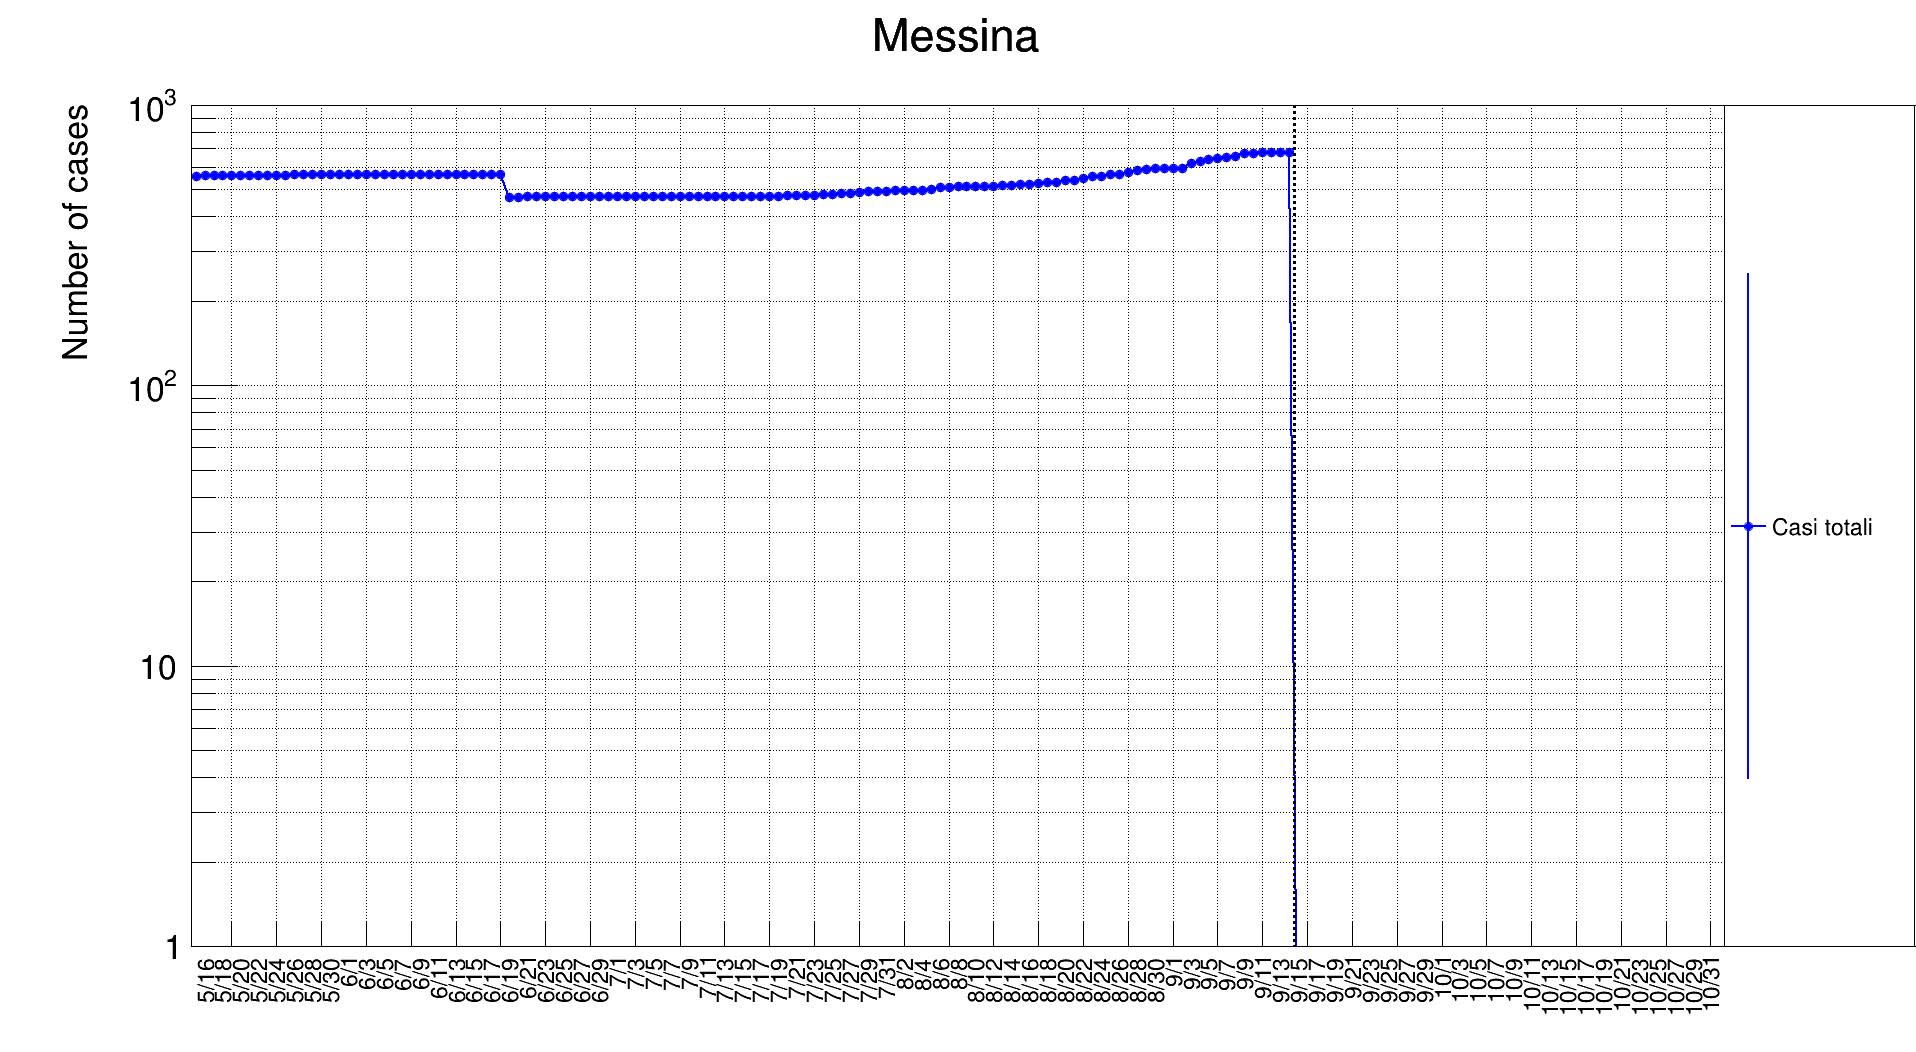 Messina
Number of cases
10³
10²
10
1
5/16 5/18 5/20 5/22 5/24 5/26 5/28 5/30 6/1 6/3 6/5 6/7 6/9 6/11 6/13 6/15 6/17 6/19 6/21 6/23 6/25 6/27 6/29 7/1 7/3 7/5 7/7 7/9 7/11 7/13 7/15 7/17 7/19 7/21 7/23 7/25 7/27 7/29 7/31 8/2 8/4 8/6 8/8 8/10 8/12 8/14 8/16 8/18 8/20 8/22 8/24 8/26 8/28 8/30 9/1 9/3 9/5 9/7 9/9 9/11 9/13 9/15 9/17 9/19 9/21 9/23 9/25 9/27 9/29 10/1 10/3 10/5 10/7 10/9 10/11 10/13 10/15 10/17 10/19 10/21 10/23 10/25 10/27 10/29 10/31
Casi totali